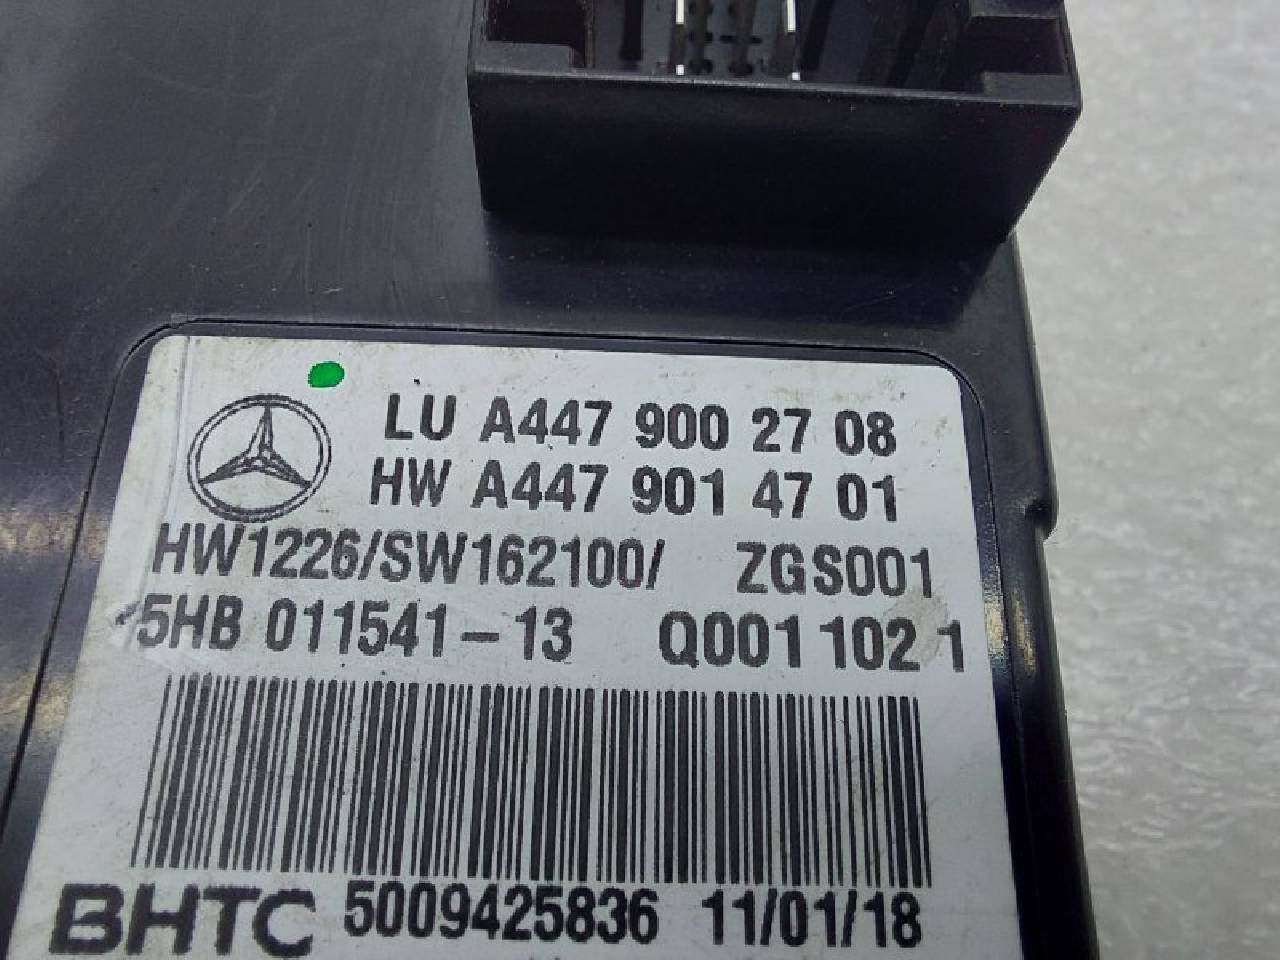 LU A447 900 27 08
HW A447 901 47 01
HW1226/SW162100/ ZGS001
5HB 011541-13 Q001 102 1
BHTC 5009425836 11/01/18